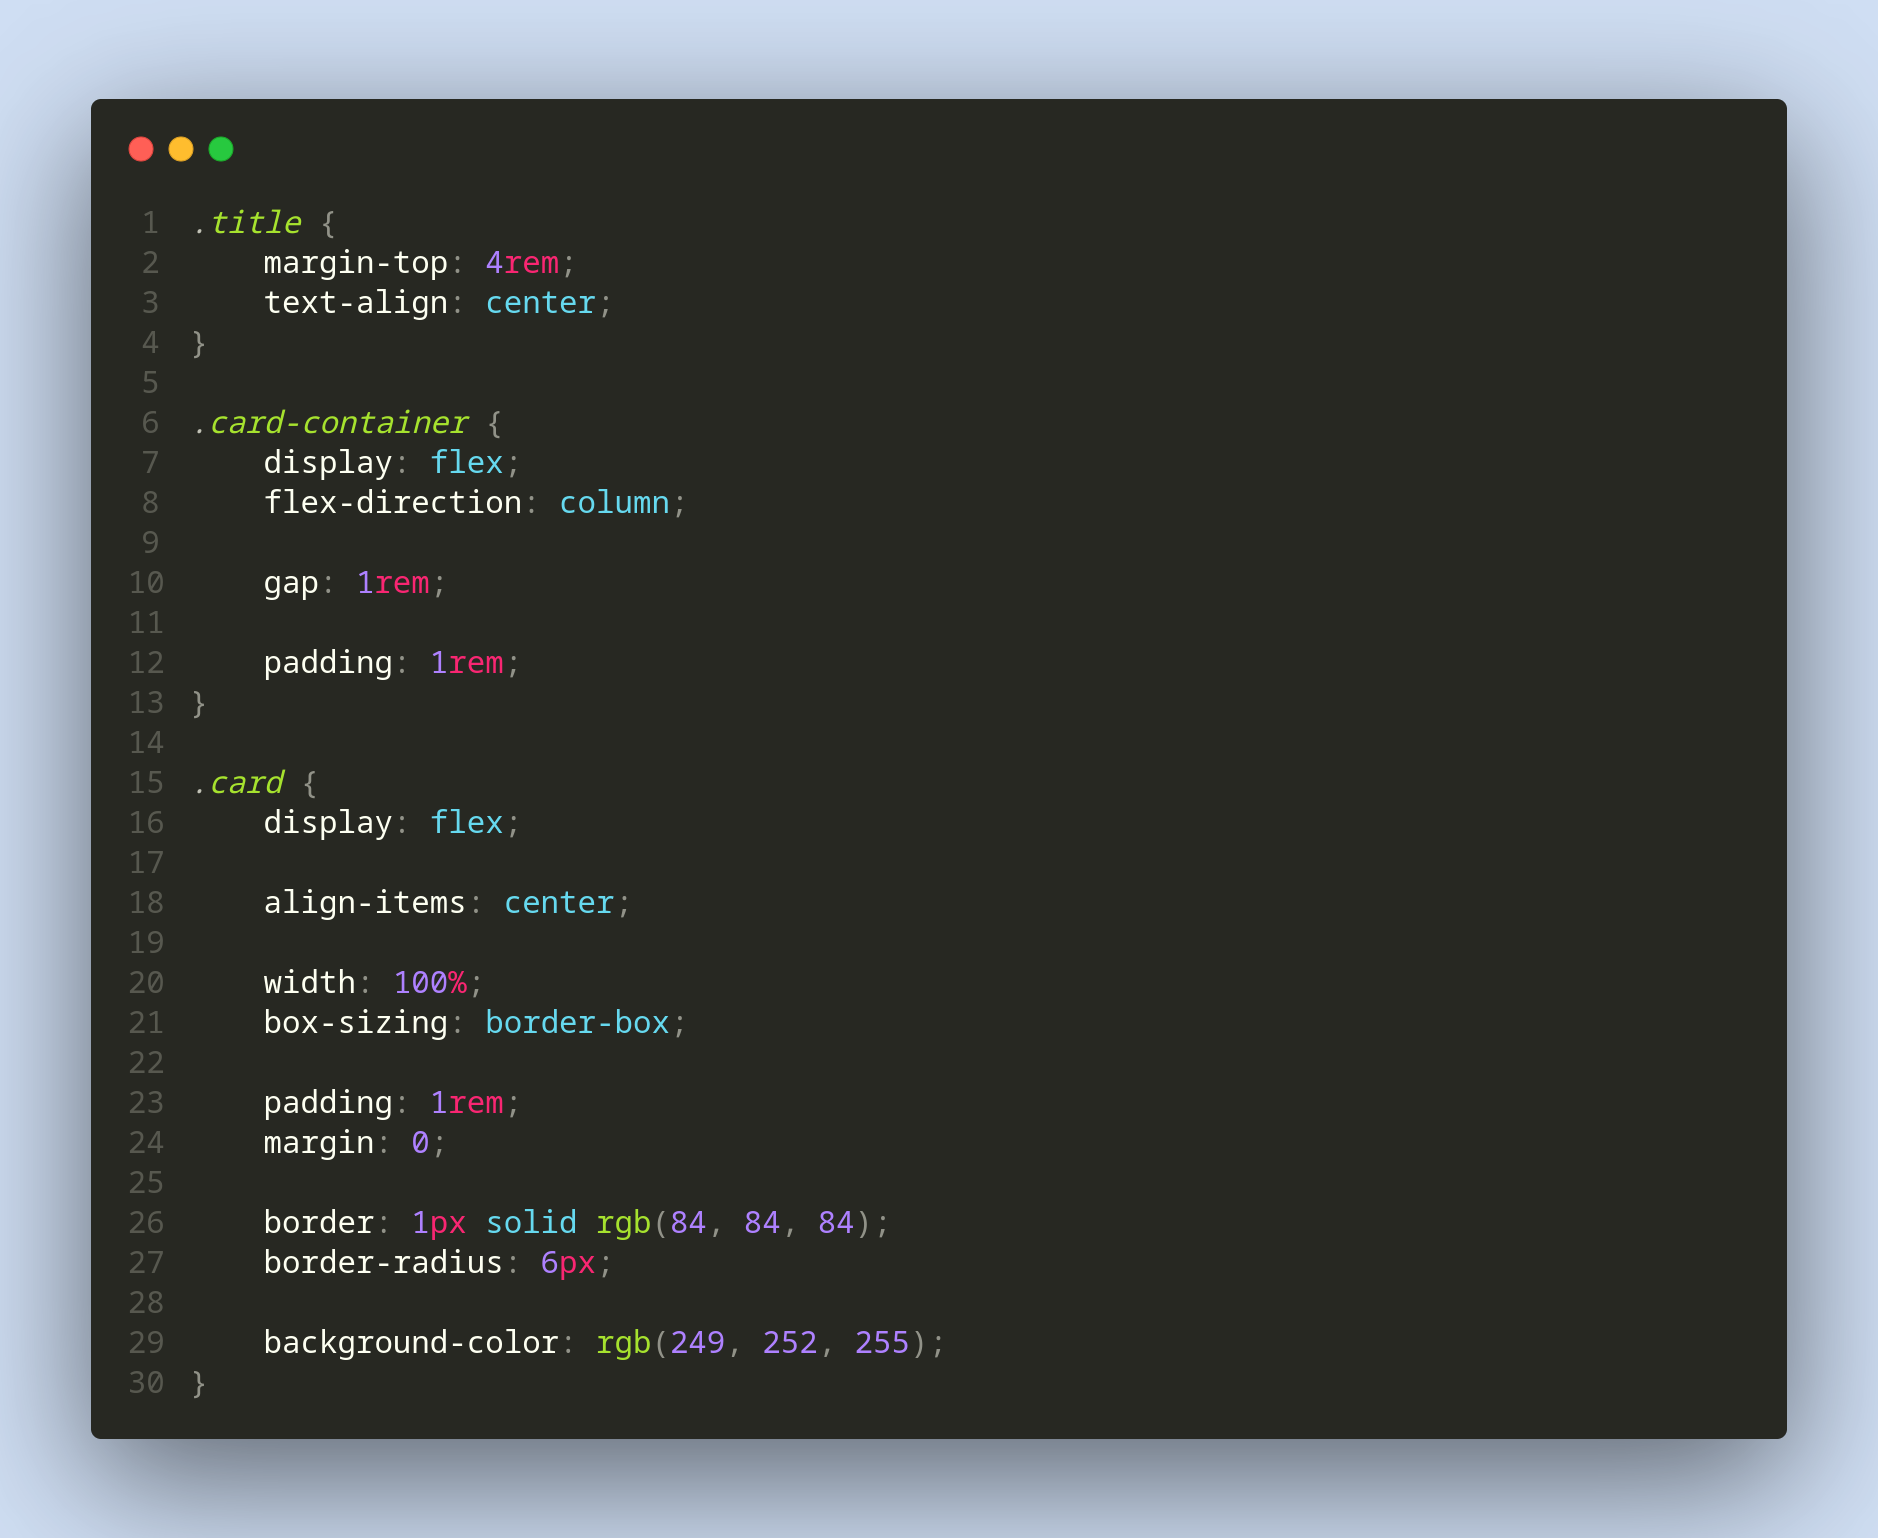 1 .title {
2     margin-top: 4rem;
3     text-align: center;
4 }
5
6 .card-container {
7     display: flex;
8     flex-direction: column;
9
10     gap: 1rem;
11
12     padding: 1rem;
13 }
14
15 .card {
16     display: flex;
17
18     align-items: center;
19
20     width: 100%;
21     box-sizing: border-box;
22
23     padding: 1rem;
24     margin: 0;
25
26     border: 1px solid rgb(84, 84, 84);
27     border-radius: 6px;
28
29     background-color: rgb(249, 252, 255);
30 }